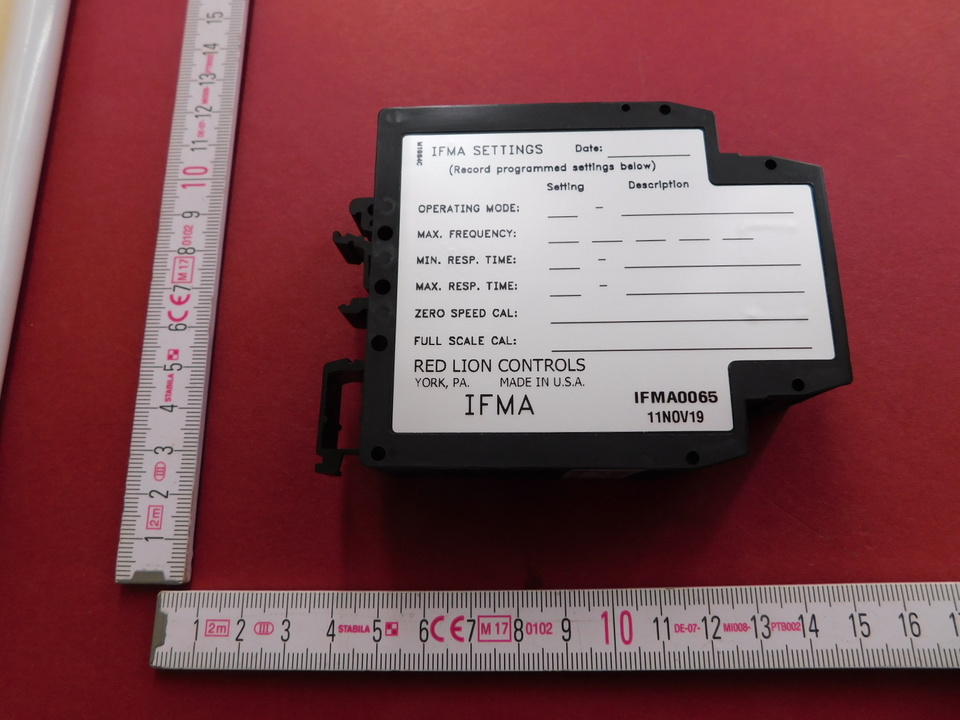 IFMA SETTINGS Date:
(Record programmed settings below)
Setting Description
OPERATING MODE: –
MAX. FREQUENCY:
MIN. RESP. TIME: –
MAX. RESP. TIME: –
ZERO SPEED CAL:
FULL SCALE CAL:
RED LION CONTROLS
YORK, PA. MADE IN U.S.A.
IFMA
IFMA0065
11NOV19
1 2m 2 3 4 STABILA 5 6 CE 7 M 17 8 0102 9 10 11 DE-07- 12 MI008- 13 14 15
1 2m 2 3 4 STABILA 5 6 CE 7 M 17 8 0102 9 10 11 DE-07- 12 MI008- 13 PTB002 14 15 16